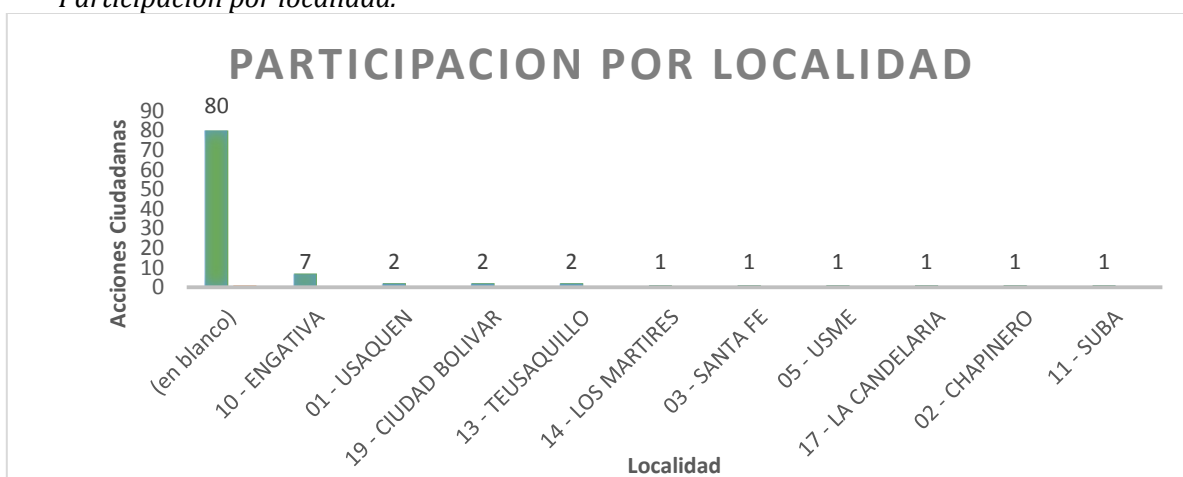 Participación por localidad.
PARTICIPACION POR LOCALIDAD
Acciones Ciudadanas
90
80
70
60
50
40
30
20
10
0
80
7
2
2
2
1
1
1
1
1
1
(en blanco)
10 - ENGATIVA
01 - USAQUEN
19 - CIUDAD BOLIVAR
13 - TEUSAQUILLO
14 - LOS MARTIRES
03 - SANTA FE
05 - USME
17 - LA CANDELARIA
02 - CHAPINERO
11 - SUBA
Localidad